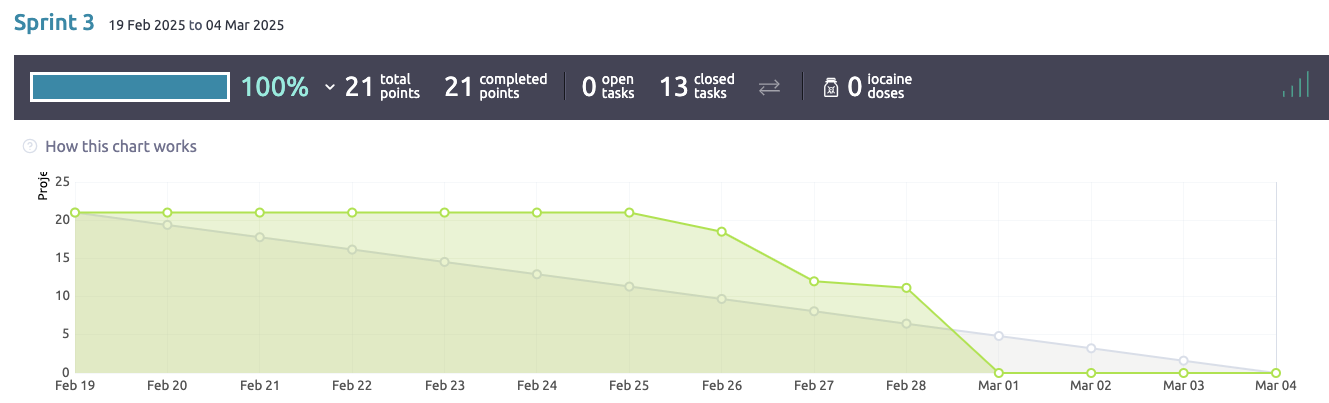 Sprint 3 19 Feb 2025 to 04 Mar 2025
100% 21 total points 21 completed points 0 open tasks 13 closed tasks 0 iocaine doses
? How this chart works
Proje
25
20
15
10
5
0
Feb 19 Feb 20 Feb 21 Feb 22 Feb 23 Feb 24 Feb 25 Feb 26 Feb 27 Feb 28 Mar 01 Mar 02 Mar 03 Mar 04